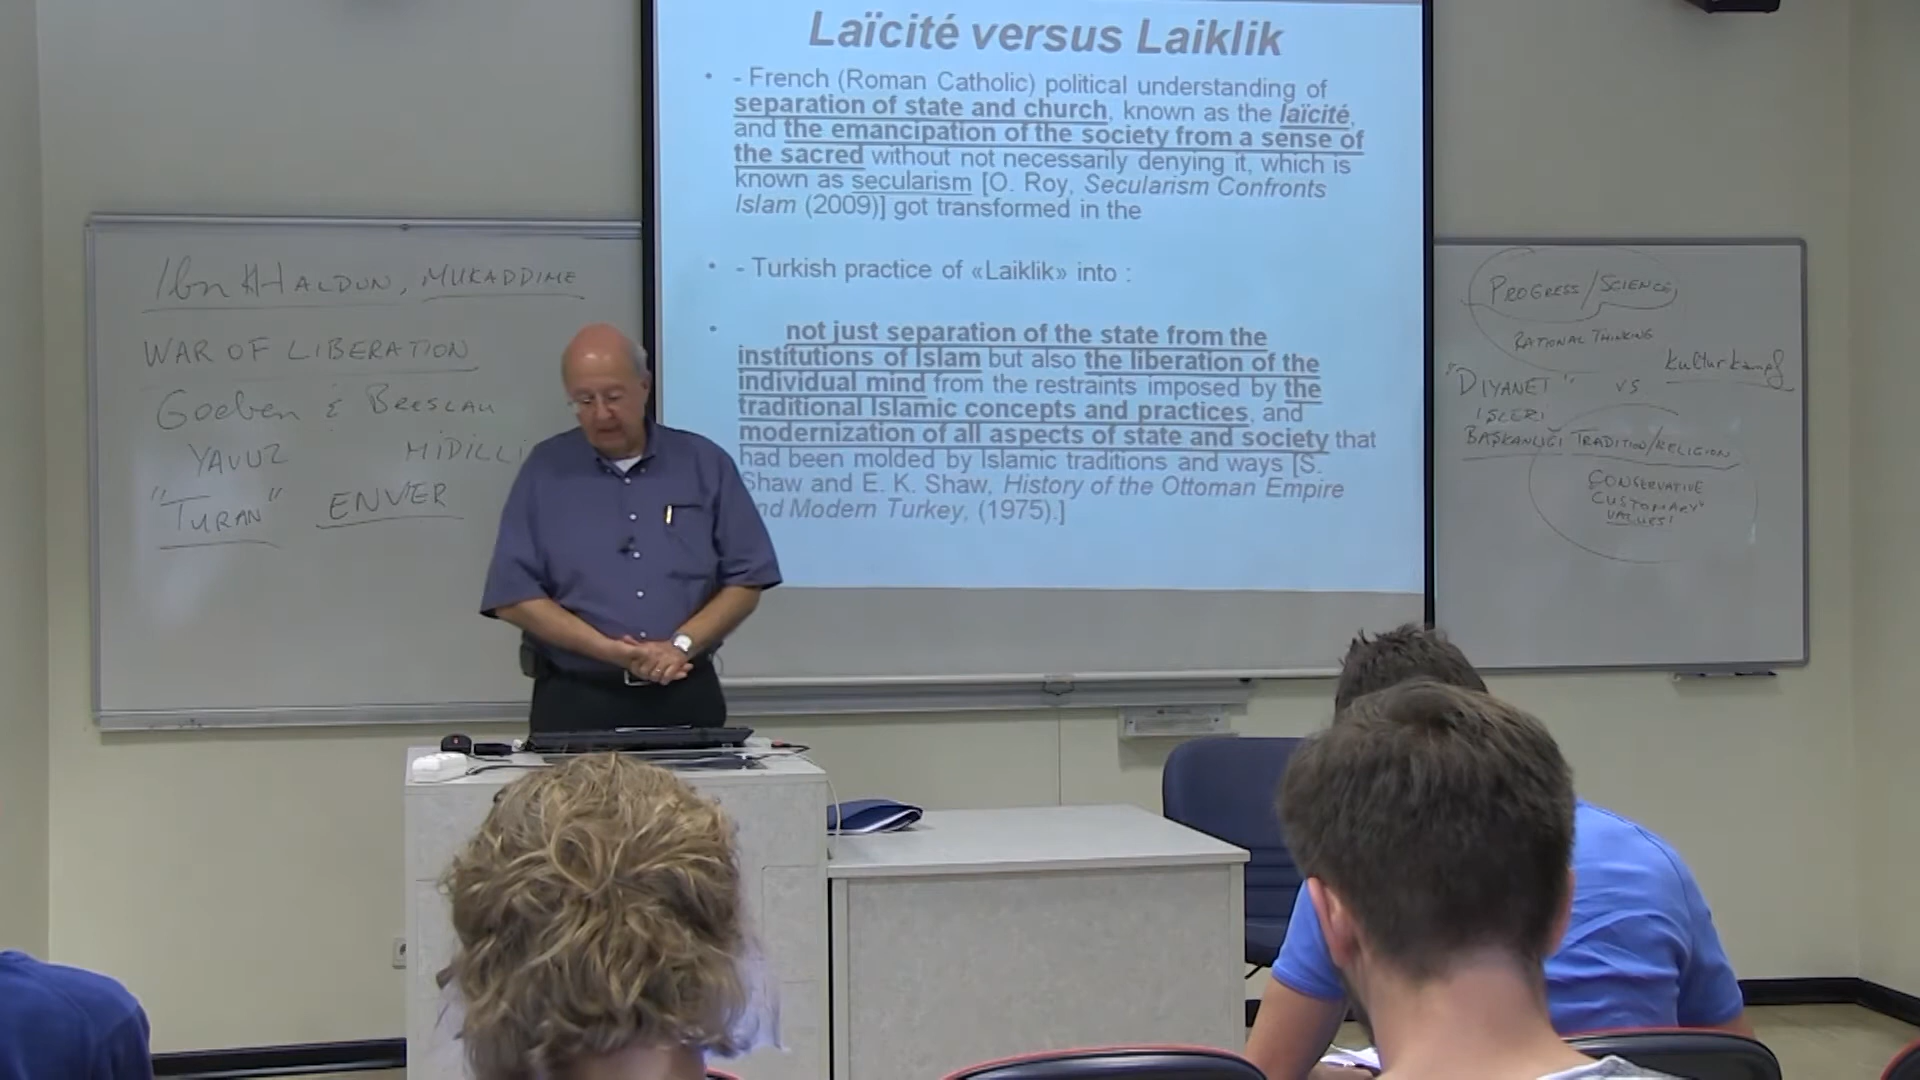 Laïcité versus Laiklik
• - French (Roman Catholic) political understanding of
separation of state and church, known as the laïcité,
and the emancipation of the society from a sense of
the sacred without not necessarily denying it, which is
known as secularism [O. Roy, Secularism Confronts
Islam (2009)] got transformed in the
• - Turkish practice of «Laiklik» into :
• not just separation of the state from the
institutions of Islam but also the liberation of the
individual mind from the restraints imposed by the
traditional Islamic concepts and practices, and
modernization of all aspects of state and society that
had been molded by Islamic traditions and ways [S.
Shaw and E. K. Shaw, History of the Ottoman Empire
nd Modern Turkey, (1975).]
Ibn HALDUN, MUKADDIME
WAR OF LIBERATION
Goeben & BRESLAU
YAVUZ MİDİLLİ
"TURAN" ENVER
PROGRESS/SCIENCE
RATIONAL THINKING
Kulturkampf
"DIYANET" VS
İŞLERİ
BAŞKANLIĞI TRADITION/RELIGION
CONSERVATIVE
CUSTOMARY
VALUES!